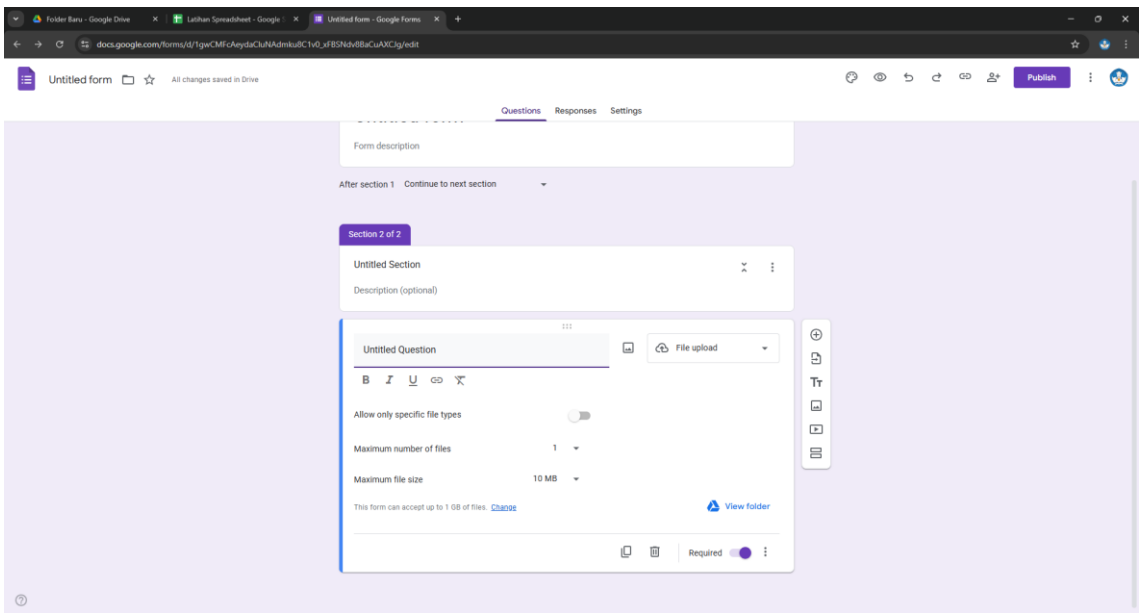 Folder Baru - Google Drive
Latihan Spreadsheet - Google
Untitled form - Google Forms
docs.google.com/forms/d/1gwCMFcAeydaCluNAdmku8C1v0_xFBSNdv8BaCuAXCJg/edit
Untitled form
All changes saved in Drive
Publish
Questions Responses Settings
Form description
After section 1 Continue to next section
Section 2 of 2
Untitled Section
Description (optional)
Untitled Question
File upload
B I U
Allow only specific file types
Maximum number of files 1
Maximum file size 10 MB
This form can accept up to 1 GB of files. Change
View folder
Required